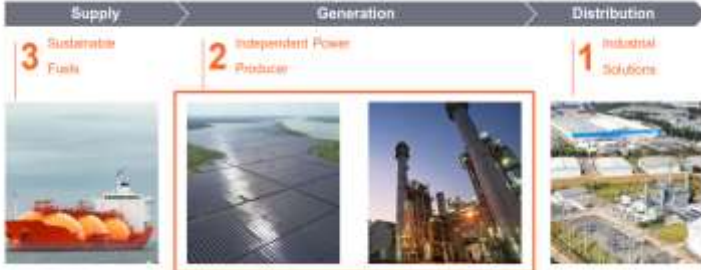 Supply
Generation
Distribution
3 Sustainable
Fuels
2 Independent Power
Producer
1 Industrial
Solutions